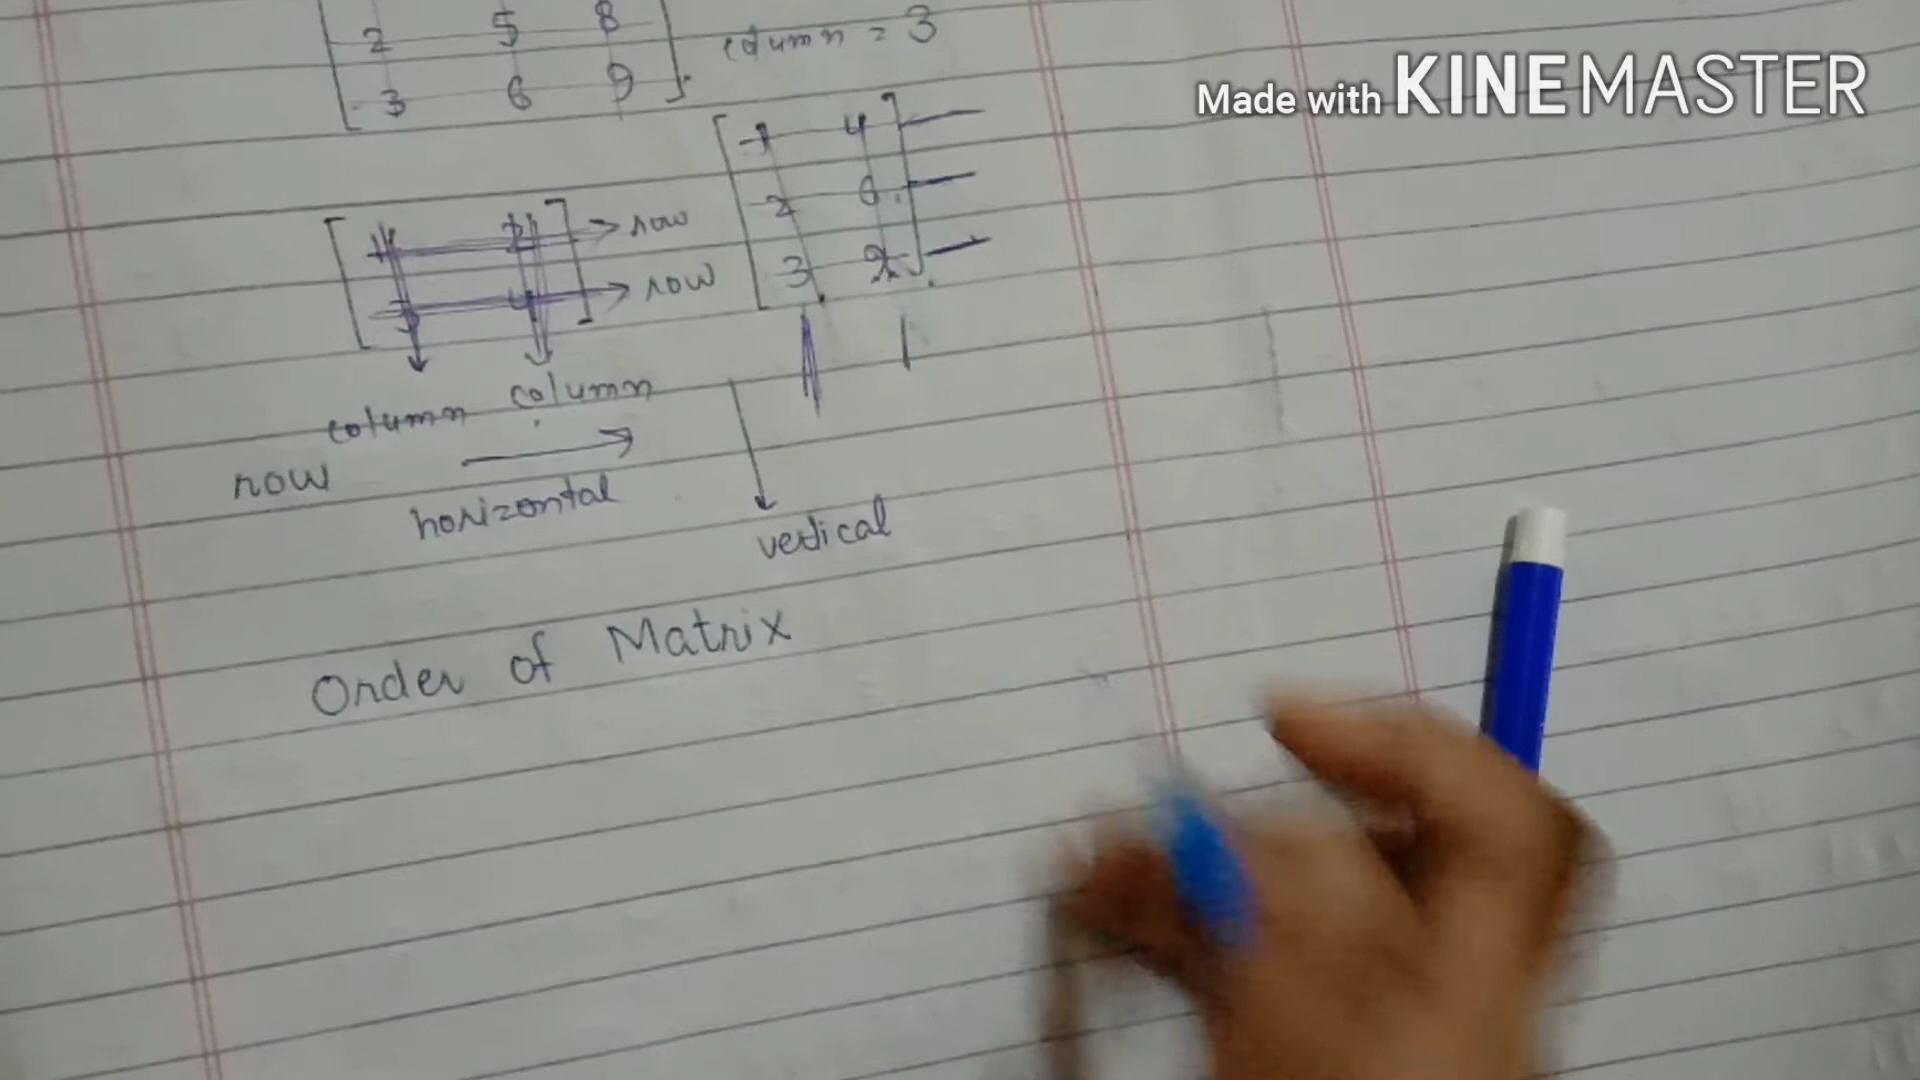 2 5 8
column = 3
3 6 9
Made with KINEMASTER
1 4
2 6
3
row
row
column column
row
horizontal
vertical
Order of Matrix